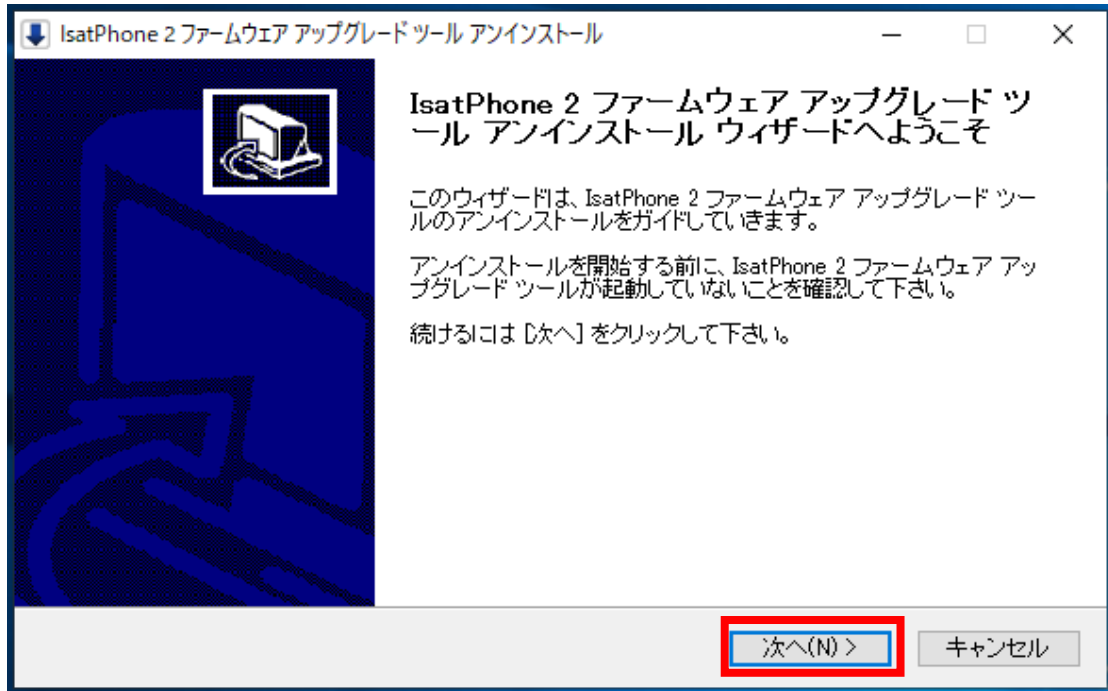 IsatPhone 2 ファームウェア アップグレード ツール アンインストール
IsatPhone 2 ファームウェア アップグレード ツ
ール アンインストール ウィザードへようこそ
このウィザードは、IsatPhone 2 ファームウェア アップグレード ツー
ルのアンインストールをガイドしていきます。
アンインストールを開始する前に、IsatPhone 2 ファームウェア アッ
プグレード ツールが起動していないことを確認して下さい。
続けるには [次へ] をクリックして下さい。
次へ(N) >
キャンセル